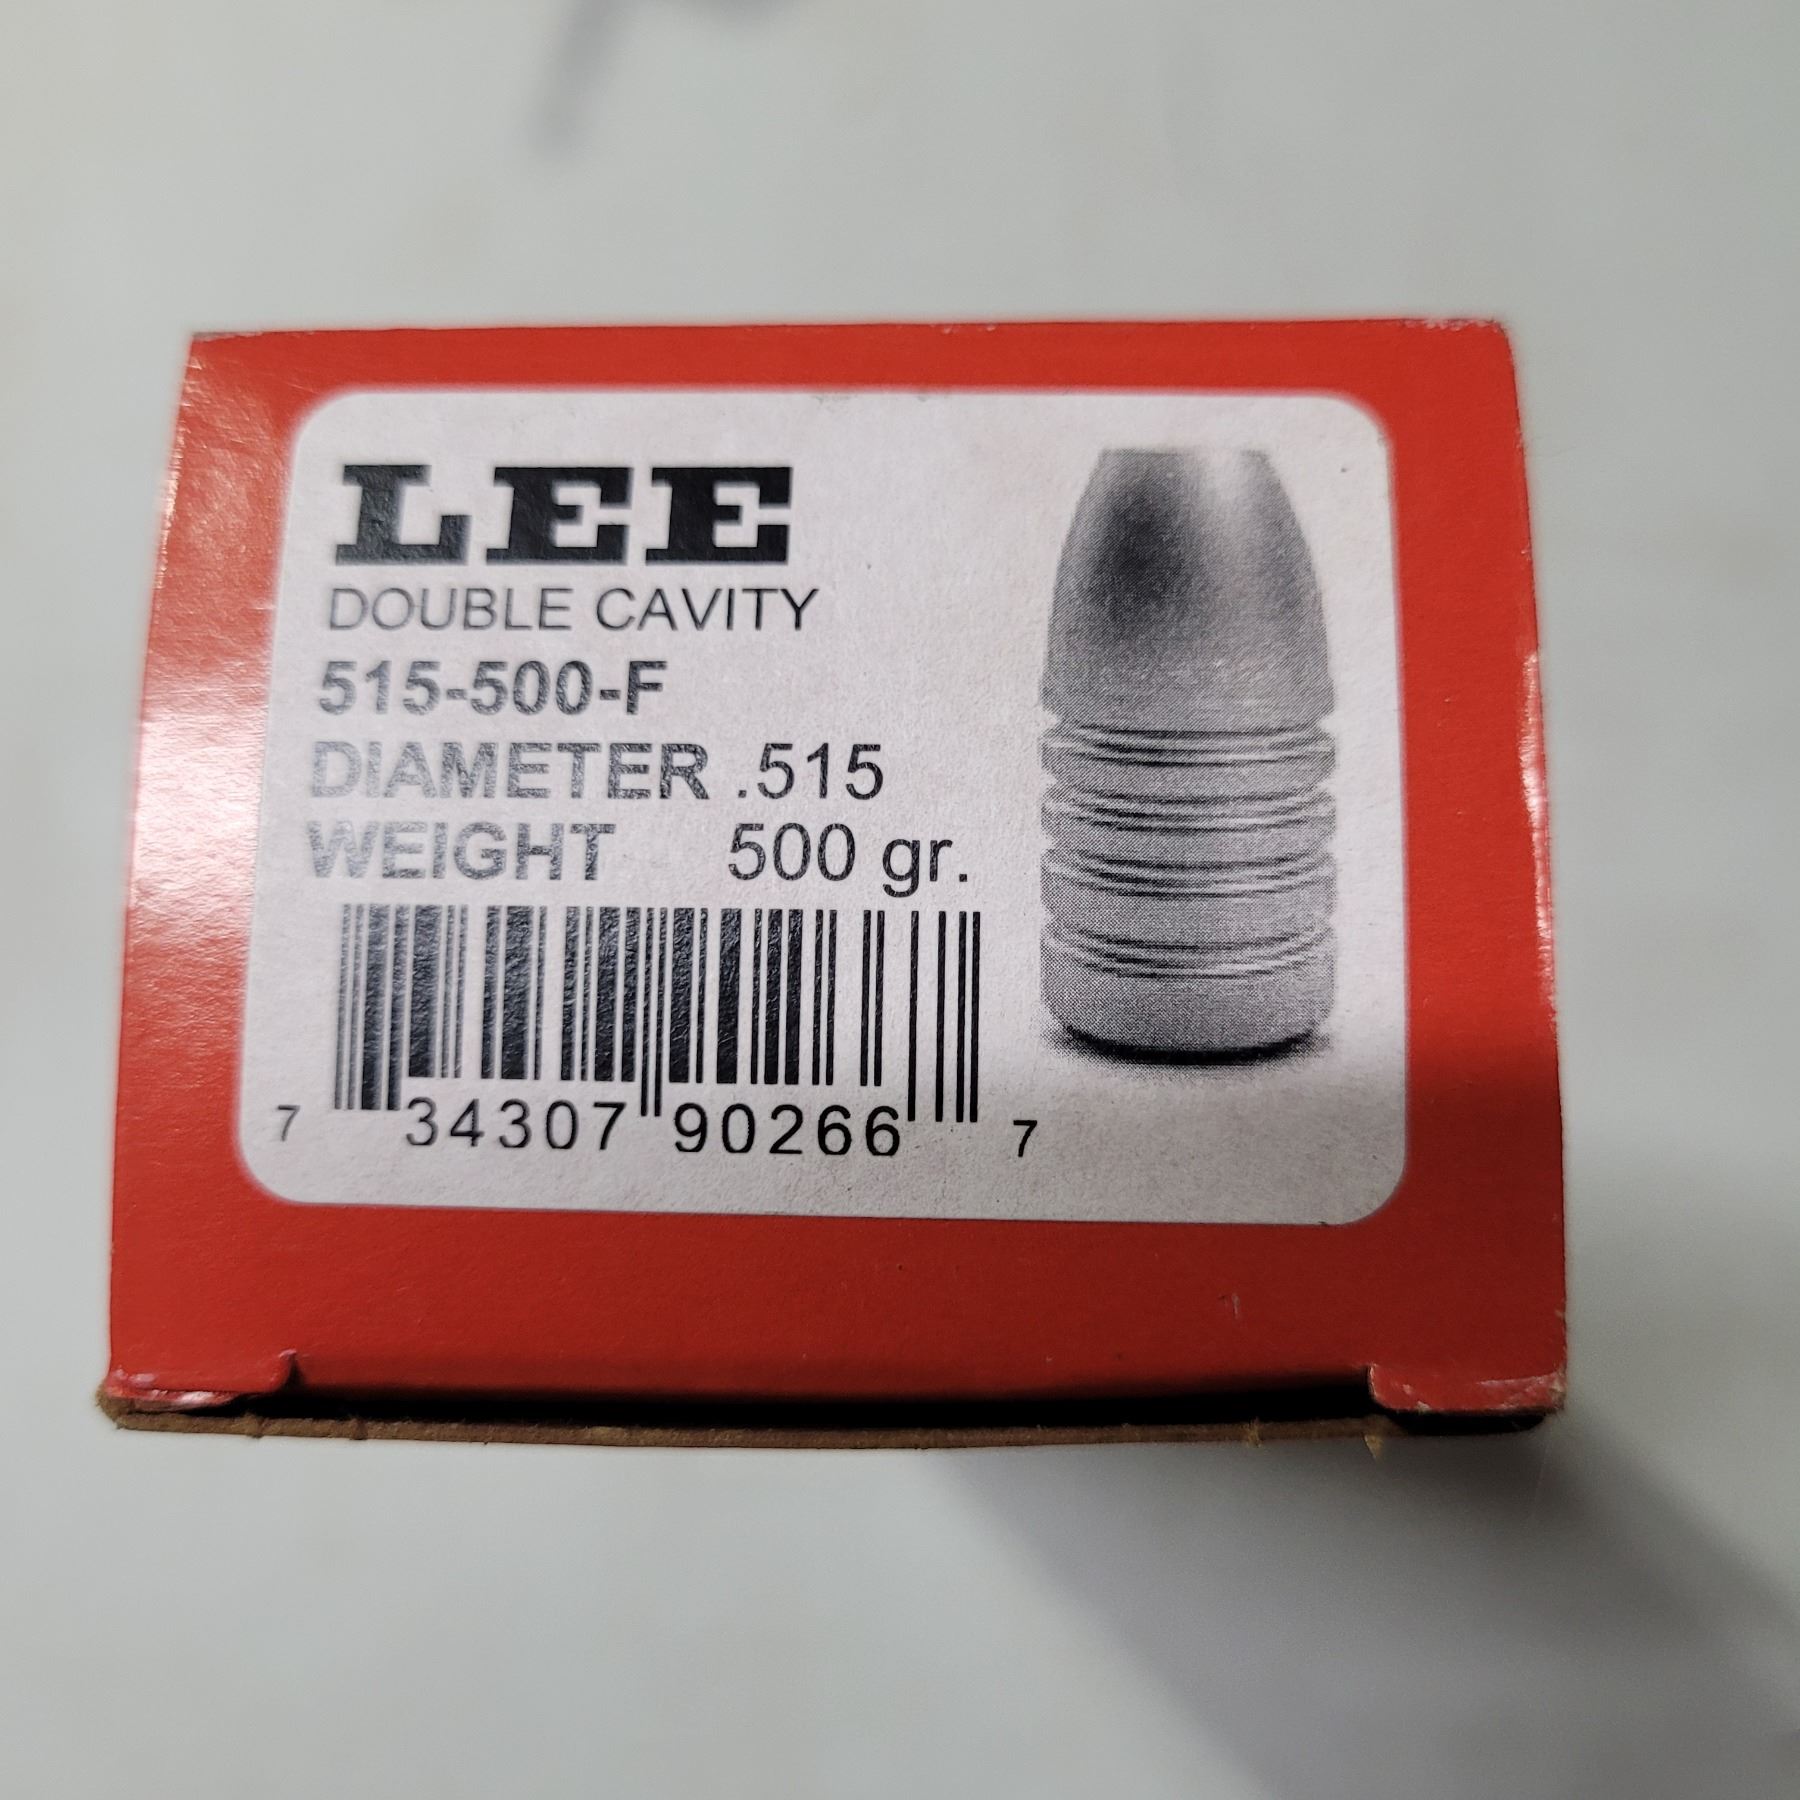 LEE
DOUBLE CAVITY
515-500-F
DIAMETER .515
WEIGHT 500 gr.
7 34307 90266 7